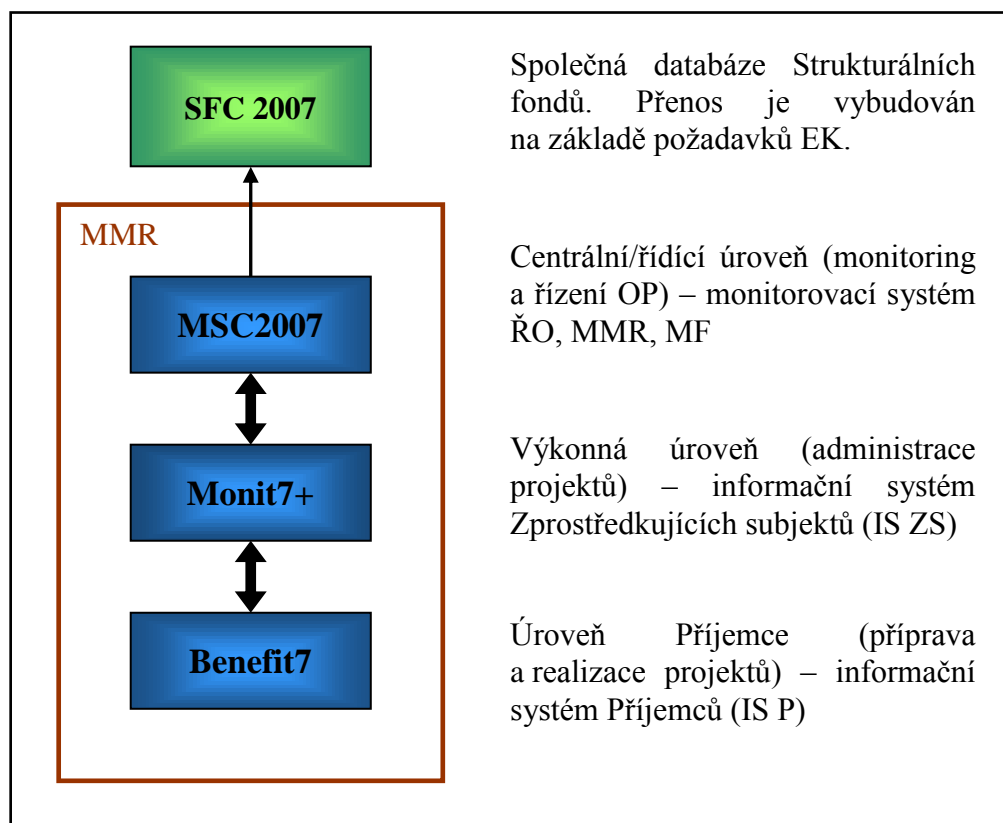 SFC 2007
Společná databáze Strukturálních
fondů. Přenos je vybudován
na základě požadavků EK.
MMR
MSC2007
Centrální/řídící úroveň (monitoring
a řízení OP) – monitorovací systém
ŘO, MMR, MF
Monit7+
Výkonná úroveň (administrace
projektů) – informační systém
Zprostředkujících subjektů (IS ZS)
Benefit7
Úroveň Příjemce (příprava
a realizace projektů) – informační
systém Příjemců (IS P)